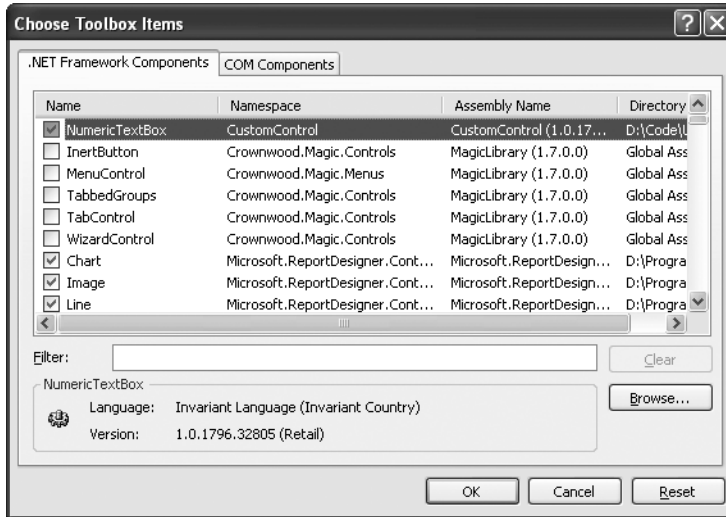 Choose Toolbox Items
.NET Framework Components COM Components
Name Namespace Assembly Name Directory
NumericTextBox CustomControl CustomControl (1.0.17... D:\Code\L
InertButton Crownwood.Magic.Controls MagicLibrary (1.7.0.0) Global Ass
MenuControl Crownwood.Magic.Menus MagicLibrary (1.7.0.0) Global Ass
TabbedGroups Crownwood.Magic.Controls MagicLibrary (1.7.0.0) Global Ass
TabControl Crownwood.Magic.Controls MagicLibrary (1.7.0.0) Global Ass
WizardControl Crownwood.Magic.Controls MagicLibrary (1.7.0.0) Global Ass
Chart Microsoft.ReportDesigner.Cont... Microsoft.ReportDesign... D:\Progra
Image Microsoft.ReportDesigner.Cont... Microsoft.ReportDesign... D:\Progra
Line Microsoft.ReportDesigner.Cont... Microsoft.ReportDesign... D:\Progra
Filter: Clear
NumericTextBox
Browse...
Language: Invariant Language (Invariant Country)
Version: 1.0.1796.32805 (Retail)
OK Cancel Reset